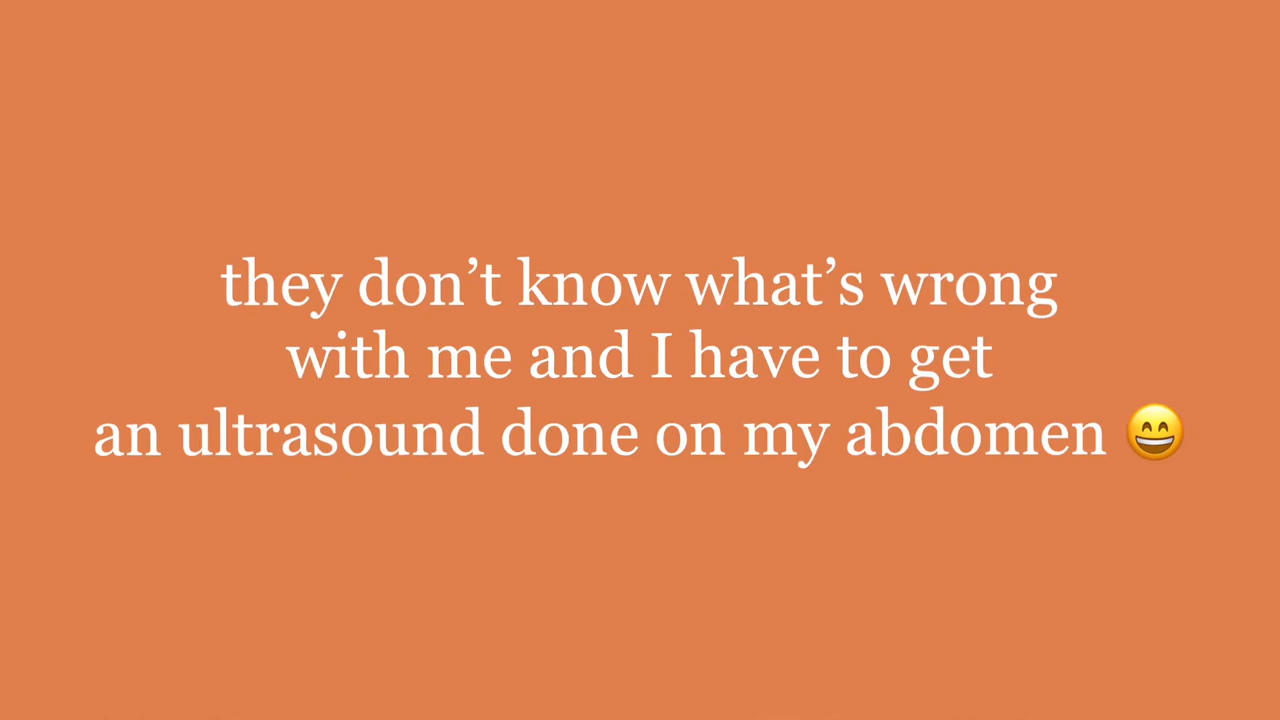 they don’t know what’s wrong
with me and I have to get
an ultrasound done on my abdomen 😄